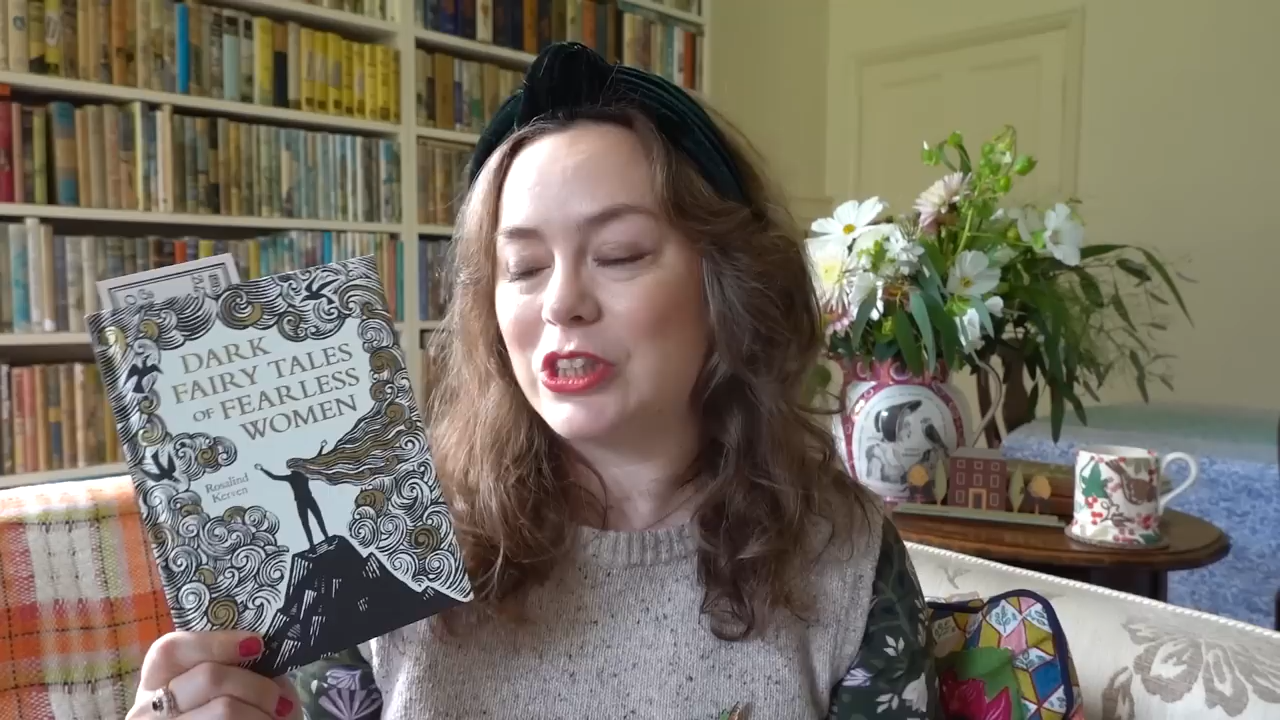 DARK
FAIRY TALES
OF FEARLESS
WOMEN
Rosalind
Kerven